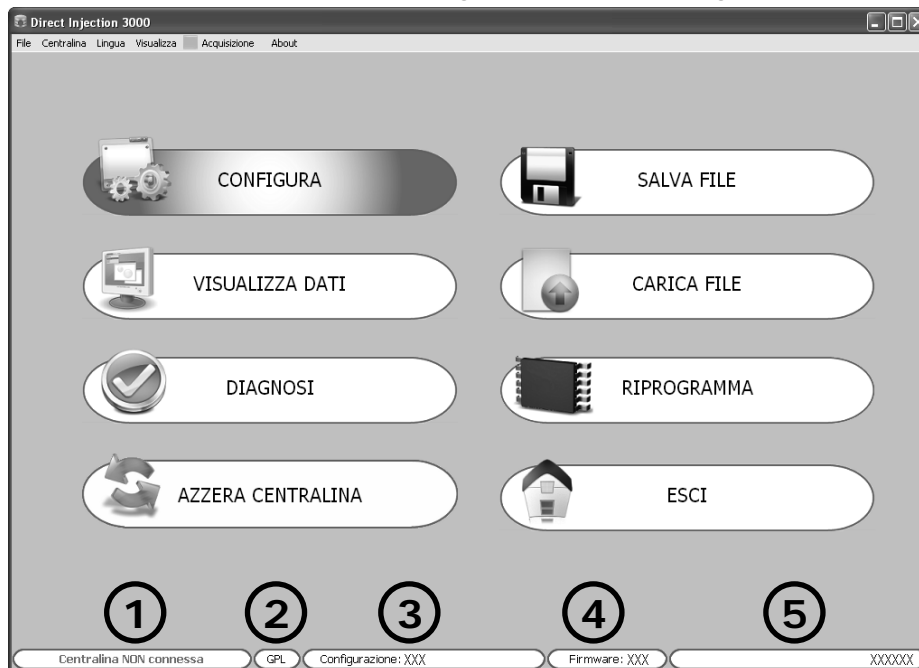 Direct Injection 3000
File Centralina Lingua Visualizza Acquisizione About
CONFIGURA
SALVA FILE
VISUALIZZA DATI
CARICA FILE
DIAGNOSI
RIPROGRAMMA
AZZERA CENTRALINA
ESCI
1 2 3 4 5
Centralina NON connessa GPL Configurazione: XXX Firmware: XXX XXXXXX